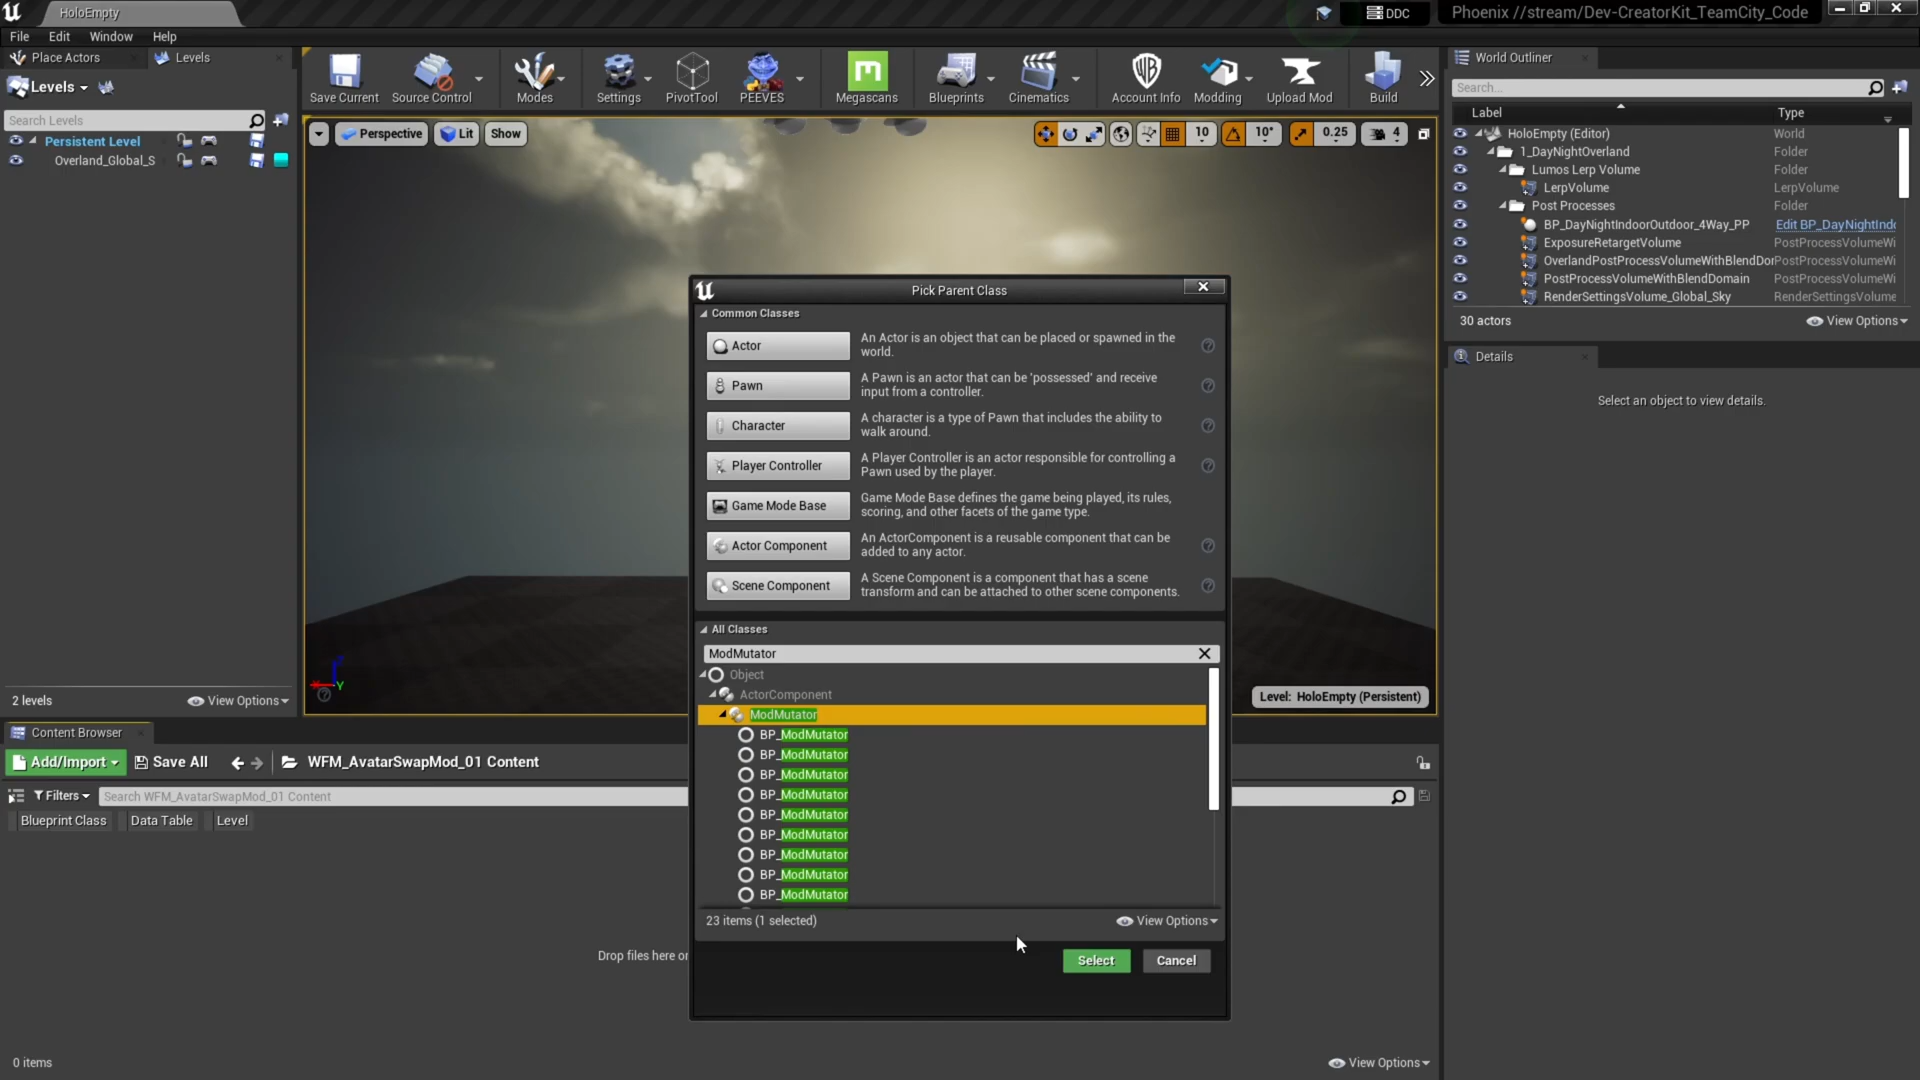 HoloEmpty
DDC
Phoenix //stream/Dev-CreatorKit_TeamCity_Code
File Edit Window Help
Place Actors
Levels
Levels
Search Levels
Persistent Level
Overland_Global_S
2 levels
View Options
Save Current
Source Control
Modes
Settings
PivotTool
PEEVES
Megascans
Blueprints
Cinematics
Account Info
Modding
Upload Mod
Build
Perspective
Lit
Show
10
10°
0.25
4
Level: HoloEmpty (Persistent)
World Outliner
Search...
Label Type
HoloEmpty (Editor) World
1_DayNightOverland Folder
Lumos Lerp Volume Folder
LerpVolume LerpVolume
Post Processes Folder
BP_DayNightIndoorOutdoor_4Way_PP Edit BP_DayNightIndo
ExposureRetargetVolume PostProcessVolumeWi
OverlandPostProcessVolumeWithBlendDor PostProcessVolumeWi
PostProcessVolumeWithBlendDomain PostProcessVolumeWi
RenderSettingsVolume_Global_Sky RenderSettingsVolume
30 actors
View Options
Details
Select an object to view details.
Pick Parent Class
Common Classes
Actor
An Actor is an object that can be placed or spawned in the
world.
Pawn
A Pawn is an actor that can be 'possessed' and receive
input from a controller.
Character
A character is a type of Pawn that includes the ability to
walk around.
Player Controller
A Player Controller is an actor responsible for controlling a
Pawn used by the player.
Game Mode Base
Game Mode Base defines the game being played, its rules,
scoring, and other facets of the game type.
Actor Component
An ActorComponent is a reusable component that can be
added to any actor.
Scene Component
A Scene Component is a component that has a scene
transform and can be attached to other scene components.
All Classes
ModMutator
Object
ActorComponent
ModMutator
BP_ModMutator
BP_ModMutator
BP_ModMutator
BP_ModMutator
BP_ModMutator
BP_ModMutator
BP_ModMutator
BP_ModMutator
BP_ModMutator
23 items (1 selected)
View Options
Select
Cancel
Content Browser
Add/Import
Save All
WFM_AvatarSwapMod_01 Content
Filters
Search WFM_AvatarSwapMod_01 Content
Blueprint Class
Data Table
Level
Drop files here or
0 items
View Options